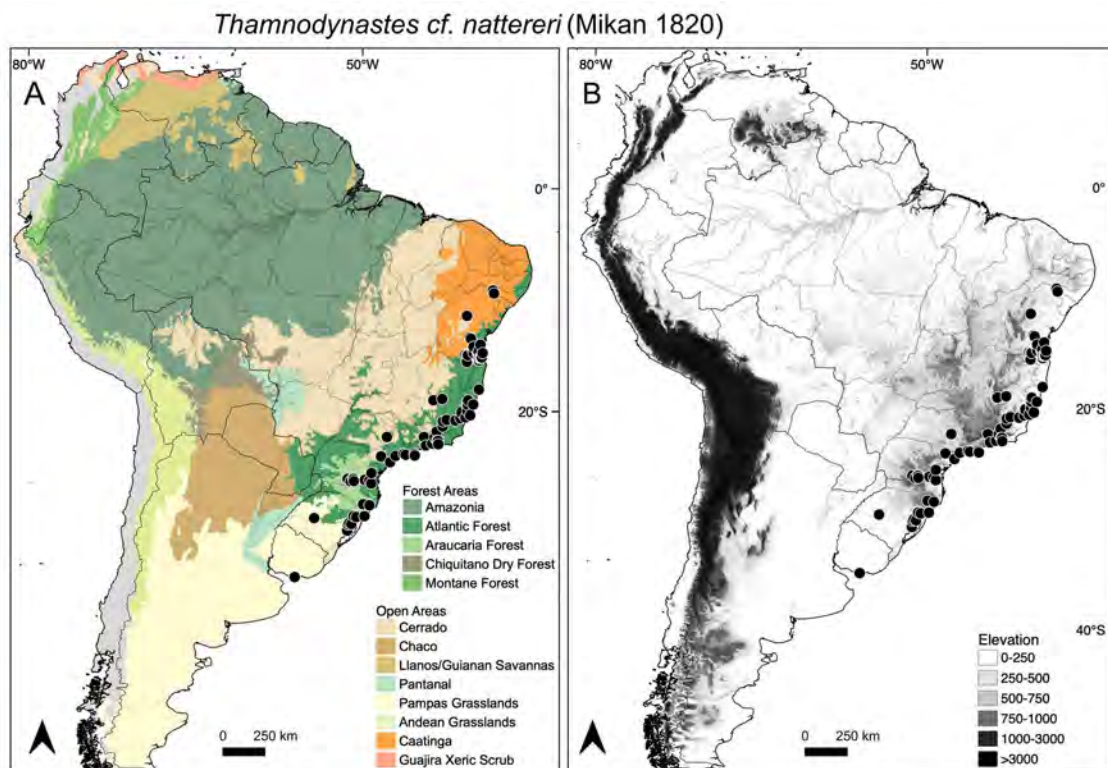 Thamnodynastes cf. nattereri (Mikan 1820)
80°W
50°W
A
0°
20°S
Forest Areas
Amazonia
Atlantic Forest
Araucaria Forest
Chiquitano Dry Forest
Montane Forest
Open Areas
Cerrado
Chaco
Llanos/Guianan Savannas
Pantanal
Pampas Grasslands
Andean Grasslands
Caatinga
Guajira Xeric Scrub
0 250 km
80°W
50°W
B
0°
20°S
40°S
Elevation
0-250
250-500
500-750
750-1000
1000-3000
>3000
0 250 km